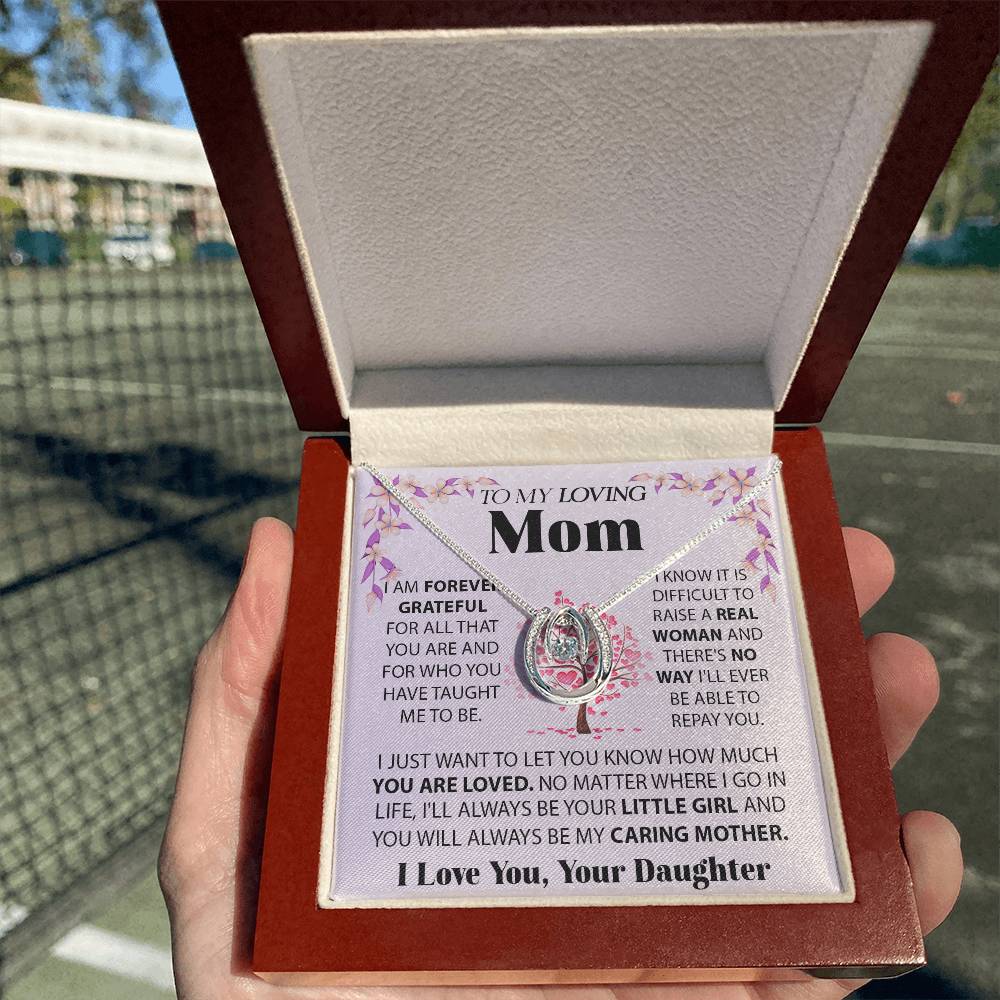 TO MY LOVING
Mom
I AM FOREVER
GRATEFUL
FOR ALL THAT
YOU ARE AND
FOR WHO YOU
HAVE TAUGHT
ME TO BE.
I KNOW IT IS
DIFFICULT TO
RAISE A REAL
WOMAN AND
THERE'S NO
WAY I'LL EVER
BE ABLE TO
REPAY YOU.
I JUST WANT TO LET YOU KNOW HOW MUCH
YOU ARE LOVED. NO MATTER WHERE I GO IN
LIFE, I'LL ALWAYS BE YOUR LITTLE GIRL AND
YOU WILL ALWAYS BE MY CARING MOTHER.
I Love You, Your Daughter